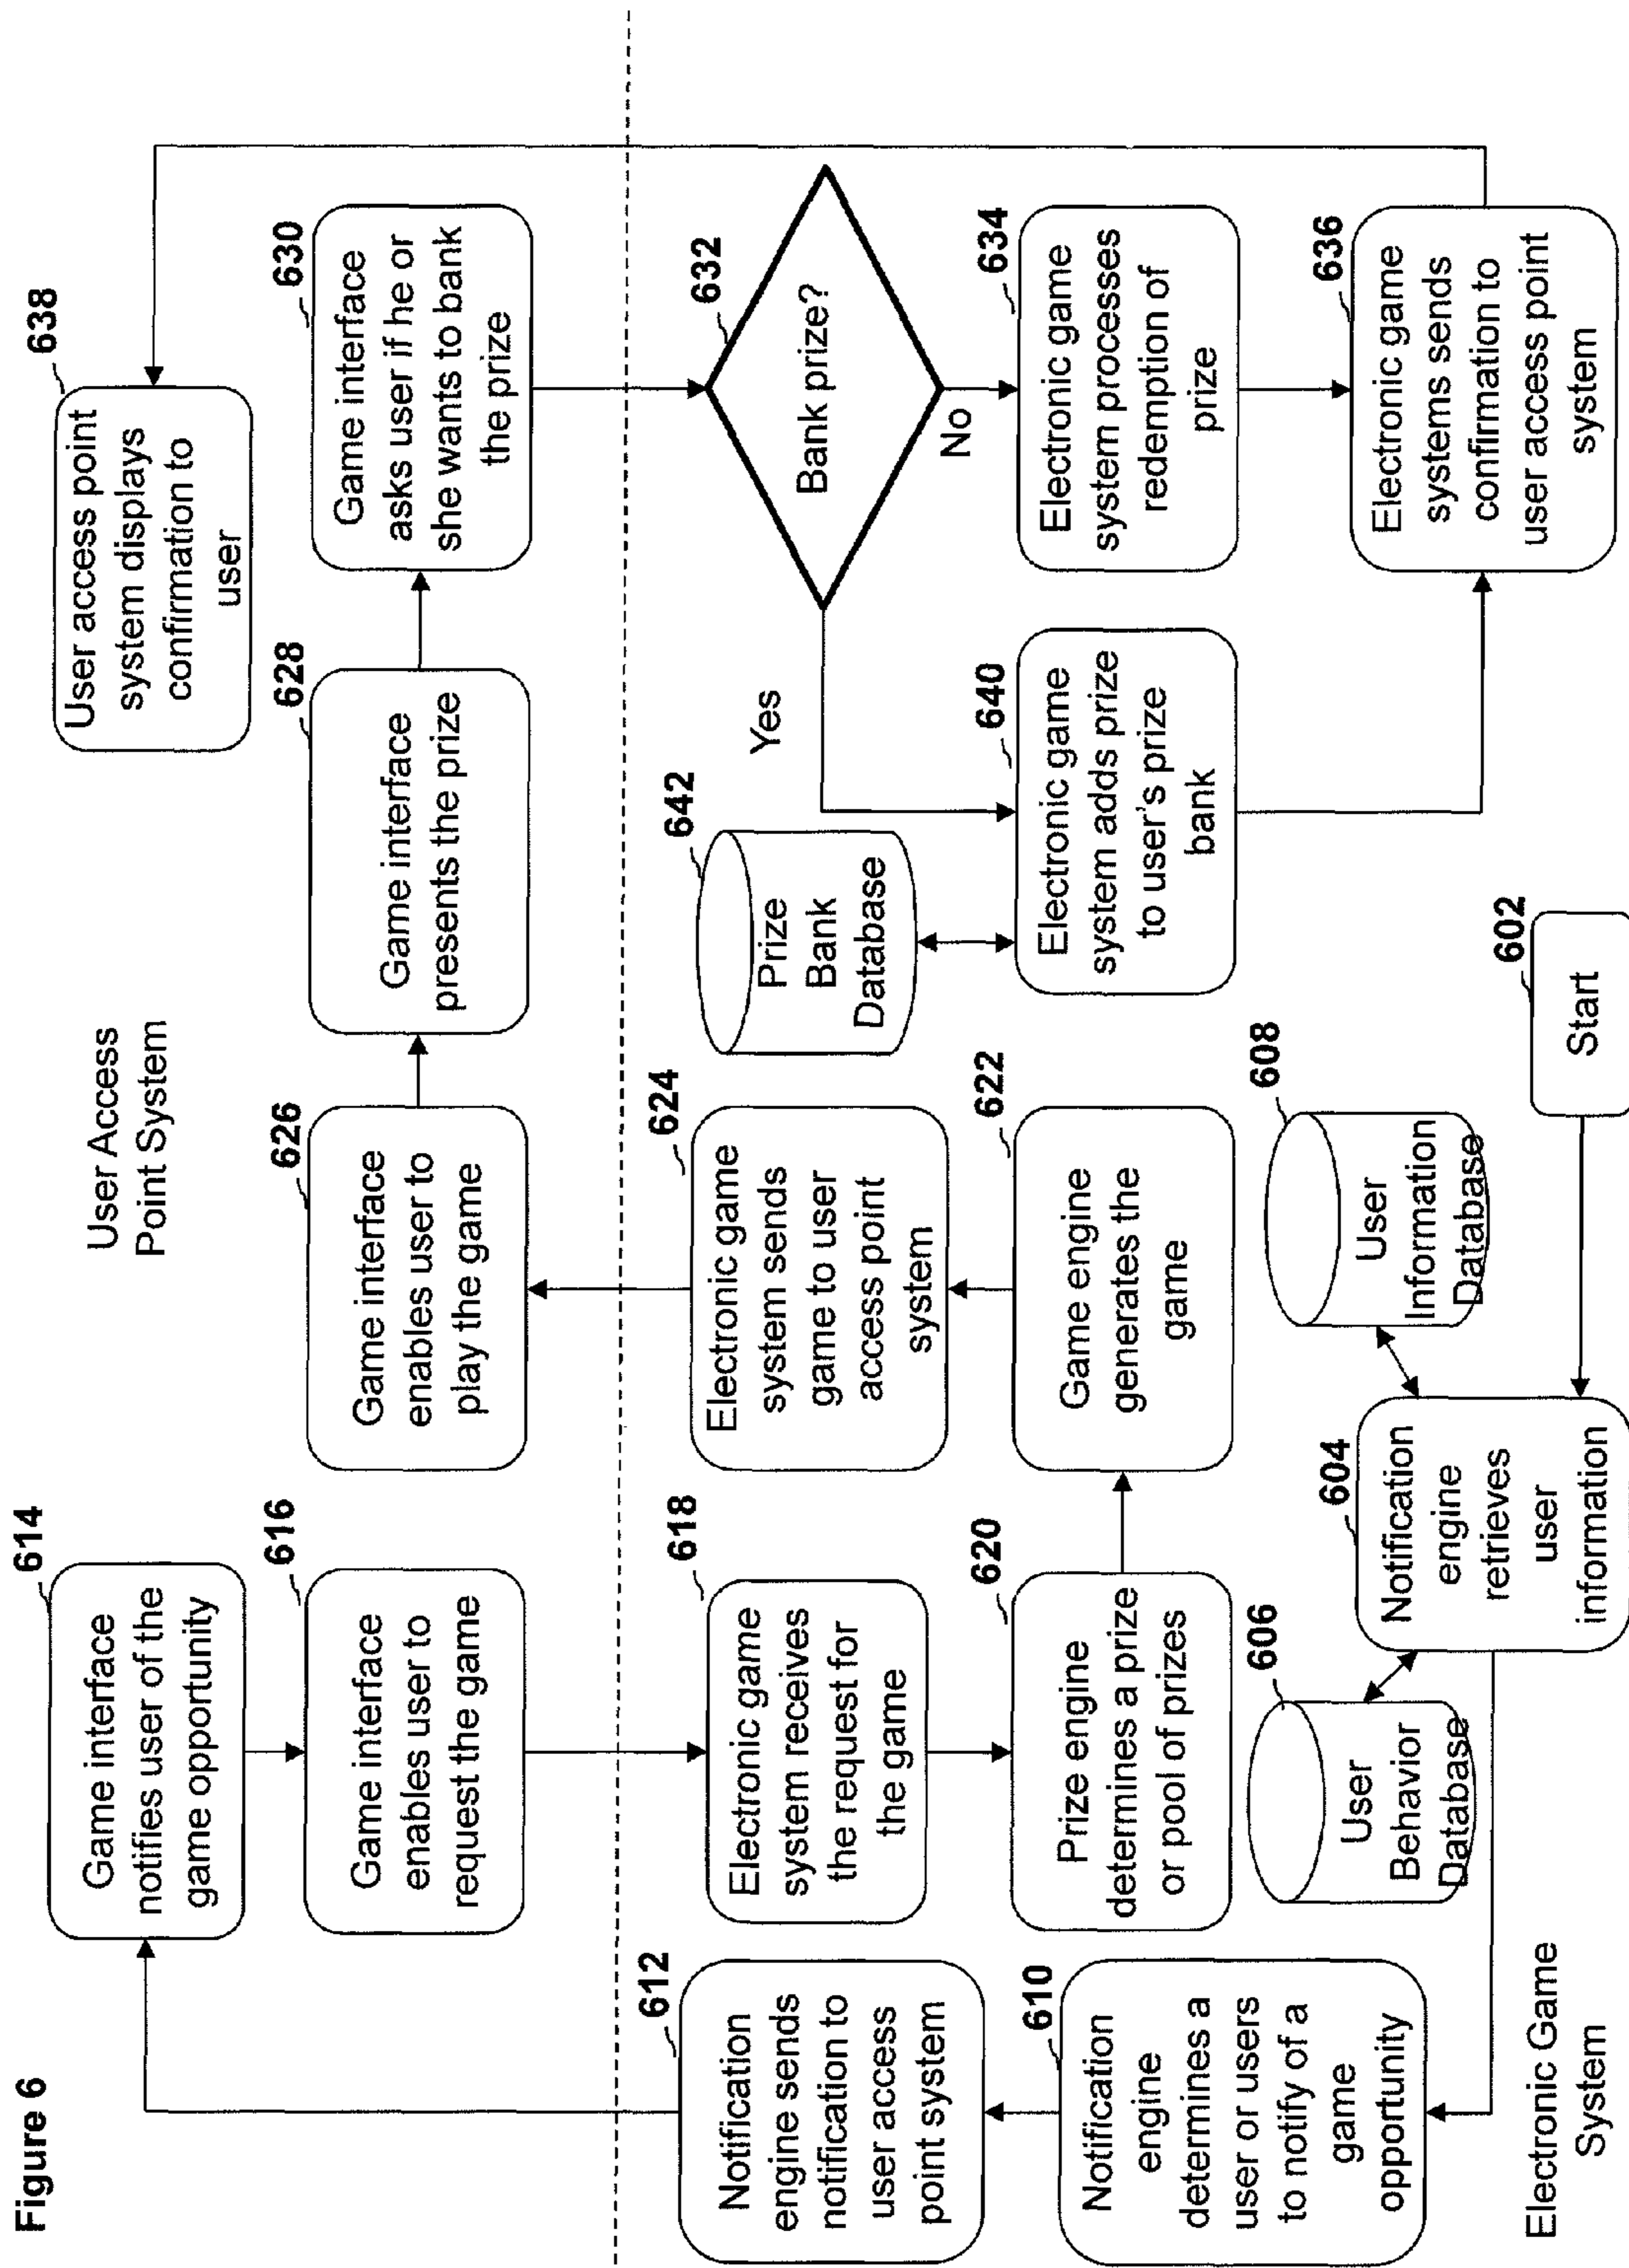 Figure 6
User Access
Point System
614
Game interface
notifies user of the
game opportunity
616
Game interface
enables user to
request the game
626
Game interface
enables user to
play the game
628
Game interface
presents the prize
630
Game interface
asks user if he or
she wants to bank
the prize
638
User access point
system displays
confirmation to
user
612
Notification
engine sends
notification to
user access
point system
618
Electronic game
system receives
the request for
the game
624
Electronic game
system sends
game to user
access point
system
642
Prize
Bank
Database
Yes
632
Bank prize?
No
610
Notification
engine
determines a
user or users
to notify of a
game
opportunity
620
Prize engine
determines a prize
or pool of prizes
622
Game engine
generates the
game
640
Electronic game
system adds prize
to user's prize
bank
634
Electronic game
system processes
redemption of
prize
606
User
Behavior
Database
604
Notification
engine
retrieves
user
information
608
User
Information
Database
602
Start
636
Electronic game
systems sends
confirmation to
user access point
system
Electronic Game
System